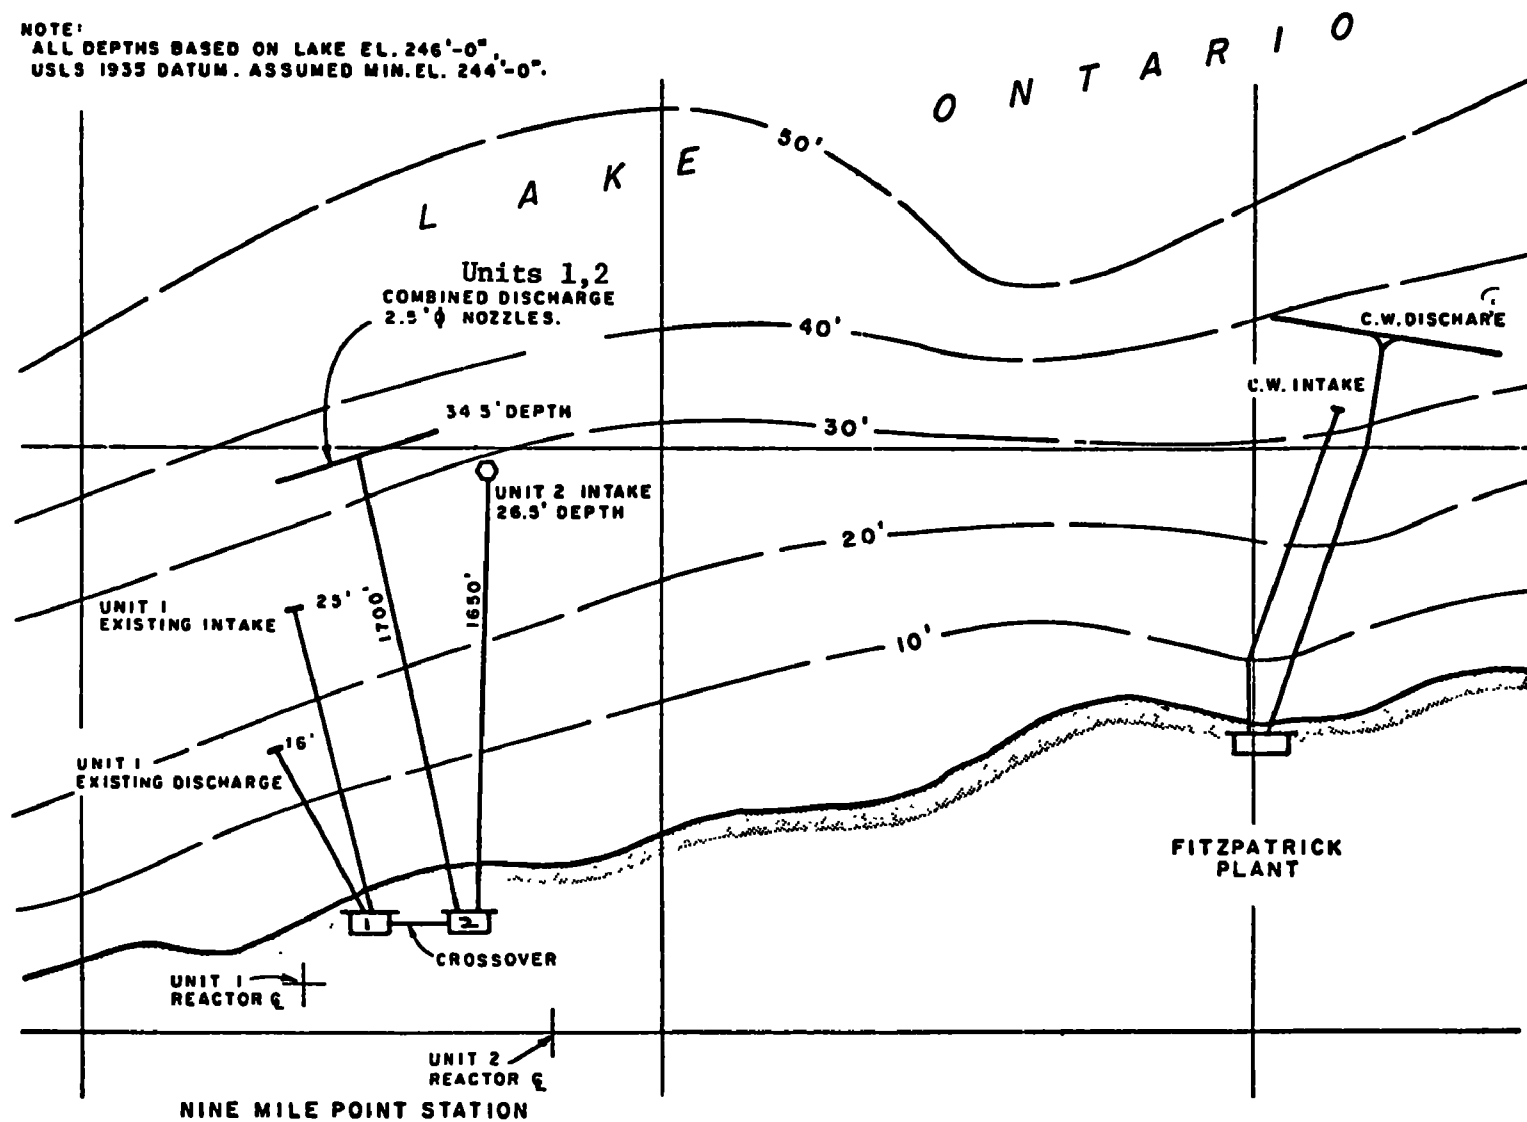 NOTE:
ALL DEPTHS BASED ON LAKE EL. 246'-0",
USLS 1935 DATUM. ASSUMED MIN. EL. 244'-0".
LAKE ONTARIO
50'
Units 1,2
COMBINED DISCHARGE
2.5'ϕ NOZZLES.
40'
C.W. DISCHARE
C.W. INTAKE
34 5' DEPTH
30'
UNIT 2 INTAKE
26.5' DEPTH
20'
UNIT 1
EXISTING INTAKE
25'
1700'
1650'
10'
16'
UNIT 1
EXISTING DISCHARGE
FITZPATRICK
PLANT
1
2
CROSSOVER
UNIT 1
REACTOR ℄
UNIT 2
REACTOR ℄
NINE MILE POINT STATION